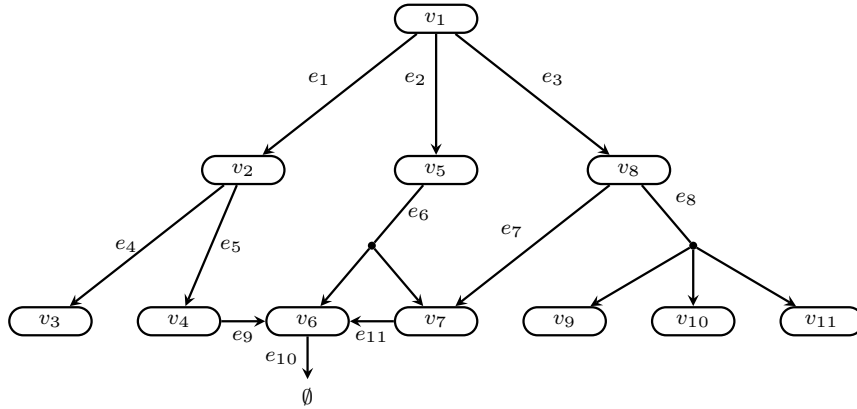 v₁
e₁ e₂ e₃
v₂ v₅ v₈
e₄ e₅ e₆ e₇ e₈
v₃ v₄ v₆ v₇ v₉ v₁₀ v₁₁
e₉ e₁₀ e₁₁
∅